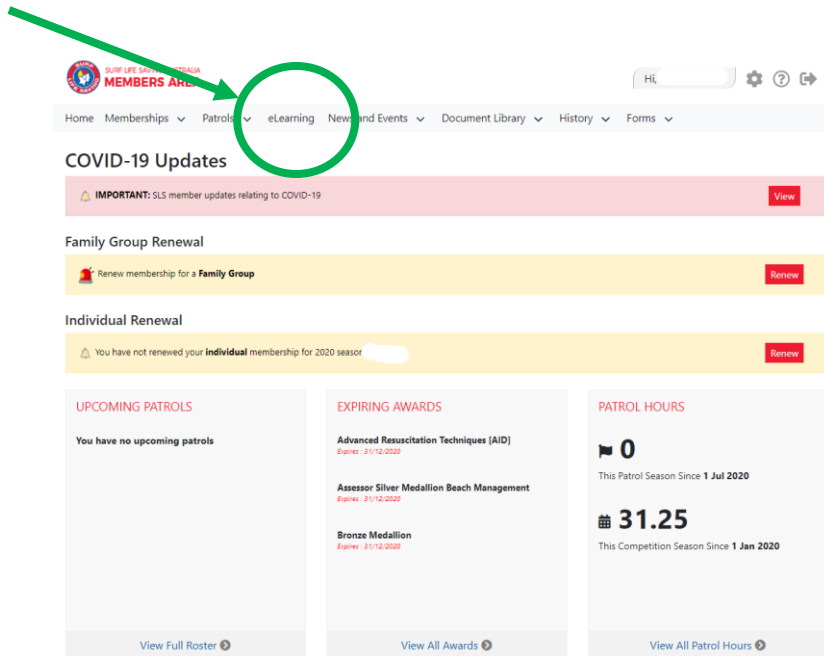 SURF LIFE SAVING AUSTRALIA
MEMBERS AREA
Hi,
Home Memberships Patrols eLearning News and Events Document Library History Forms
COVID-19 Updates
IMPORTANT: SLS member updates relating to COVID-19 View
Family Group Renewal
Renew membership for a Family Group Renew
Individual Renewal
You have not renewed your individual membership for 2020 season Renew
UPCOMING PATROLS
You have no upcoming patrols
View Full Roster
EXPIRING AWARDS
Advanced Resuscitation Techniques [AID]
Expires : 31/12/2020
Assessor Silver Medallion Beach Management
Expires : 31/12/2020
Bronze Medallion
Expires : 31/12/2020
View All Awards
PATROL HOURS
0
This Patrol Season Since 1 Jul 2020
31.25
This Competition Season Since 1 Jan 2020
View All Patrol Hours